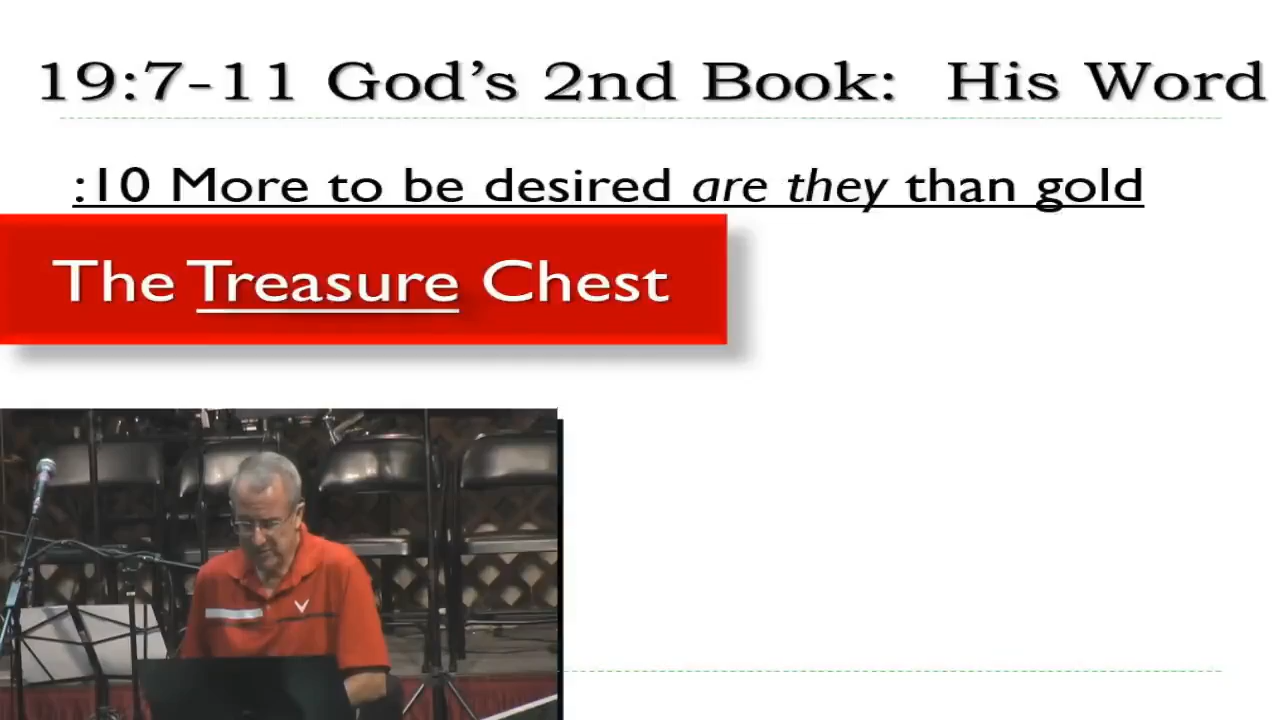 19:7-11 God’s 2nd Book:  His Word
:10 More to be desired are they than gold
The Treasure Chest